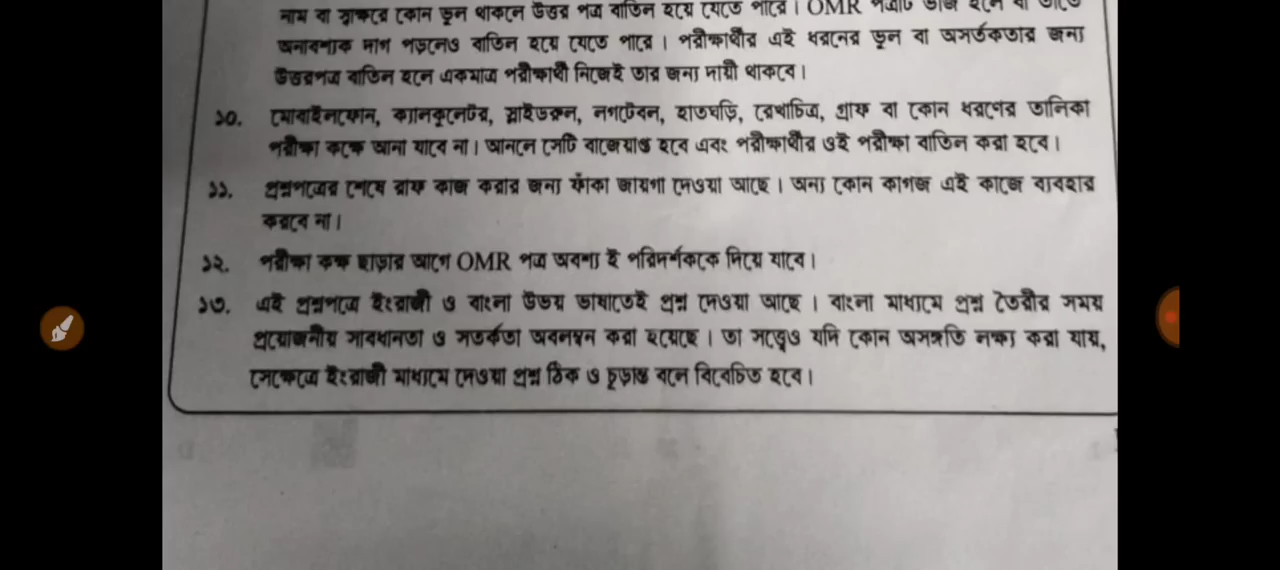 নাম বা স্বাক্ষরে কোন ভুল থাকলে উত্তর পত্র বাতিল হয়ে যেতে পারে। OMR পত্রটি ভাঁজ হলে বা তাতে
অনাবশ্যক দাগ পড়লেও বাতিল হয়ে যেতে পারে। পরীক্ষার্থীর এই ধরনের ভুল বা অসর্তকতার জন্য
উত্তরপত্র বাতিল হলে একমাত্র পরীক্ষার্থী নিজেই তার জন্য দায়ী থাকবে।
১০. মোবাইলফোন, ক্যালকুলেটর, স্লাইডরুল, লগটেবল, হাতঘড়ি, রেখাচিত্র, গ্রাফ বা কোন ধরণের তালিকা
পরীক্ষা কক্ষে আনা যাবে না। আনলে সেটি বাজেয়াপ্ত হবে এবং পরীক্ষার্থীর ওই পরীক্ষা বাতিল করা হবে।
১১. প্রশ্নপত্রের শেষে রাফ কাজ করার জন্য ফাঁকা জায়গা দেওয়া আছে। অন্য কোন কাগজ এই কাজে ব্যবহার
করবে না।
১২. পরীক্ষা কক্ষ ছাড়ার আগে OMR পত্র অবশ্য ই পরিদর্শককে দিয়ে যাবে।
১৩. এই প্রশ্নপত্রে ইংরাজী ও বাংলা উভয় ভাষাতেই প্রশ্ন দেওয়া আছে। বাংলা মাধ্যমে প্রশ্ন তৈরীর সময়
প্রয়োজনীয় সাবধানতা ও সতর্কতা অবলম্বন করা হয়েছে। তা সত্ত্বেও যদি কোন অসঙ্গতি লক্ষ্য করা যায়,
সেক্ষেত্রে ইংরাজী মাধ্যমে দেওয়া প্রশ্ন ঠিক ও চূড়ান্ত বলে বিবেচিত হবে।